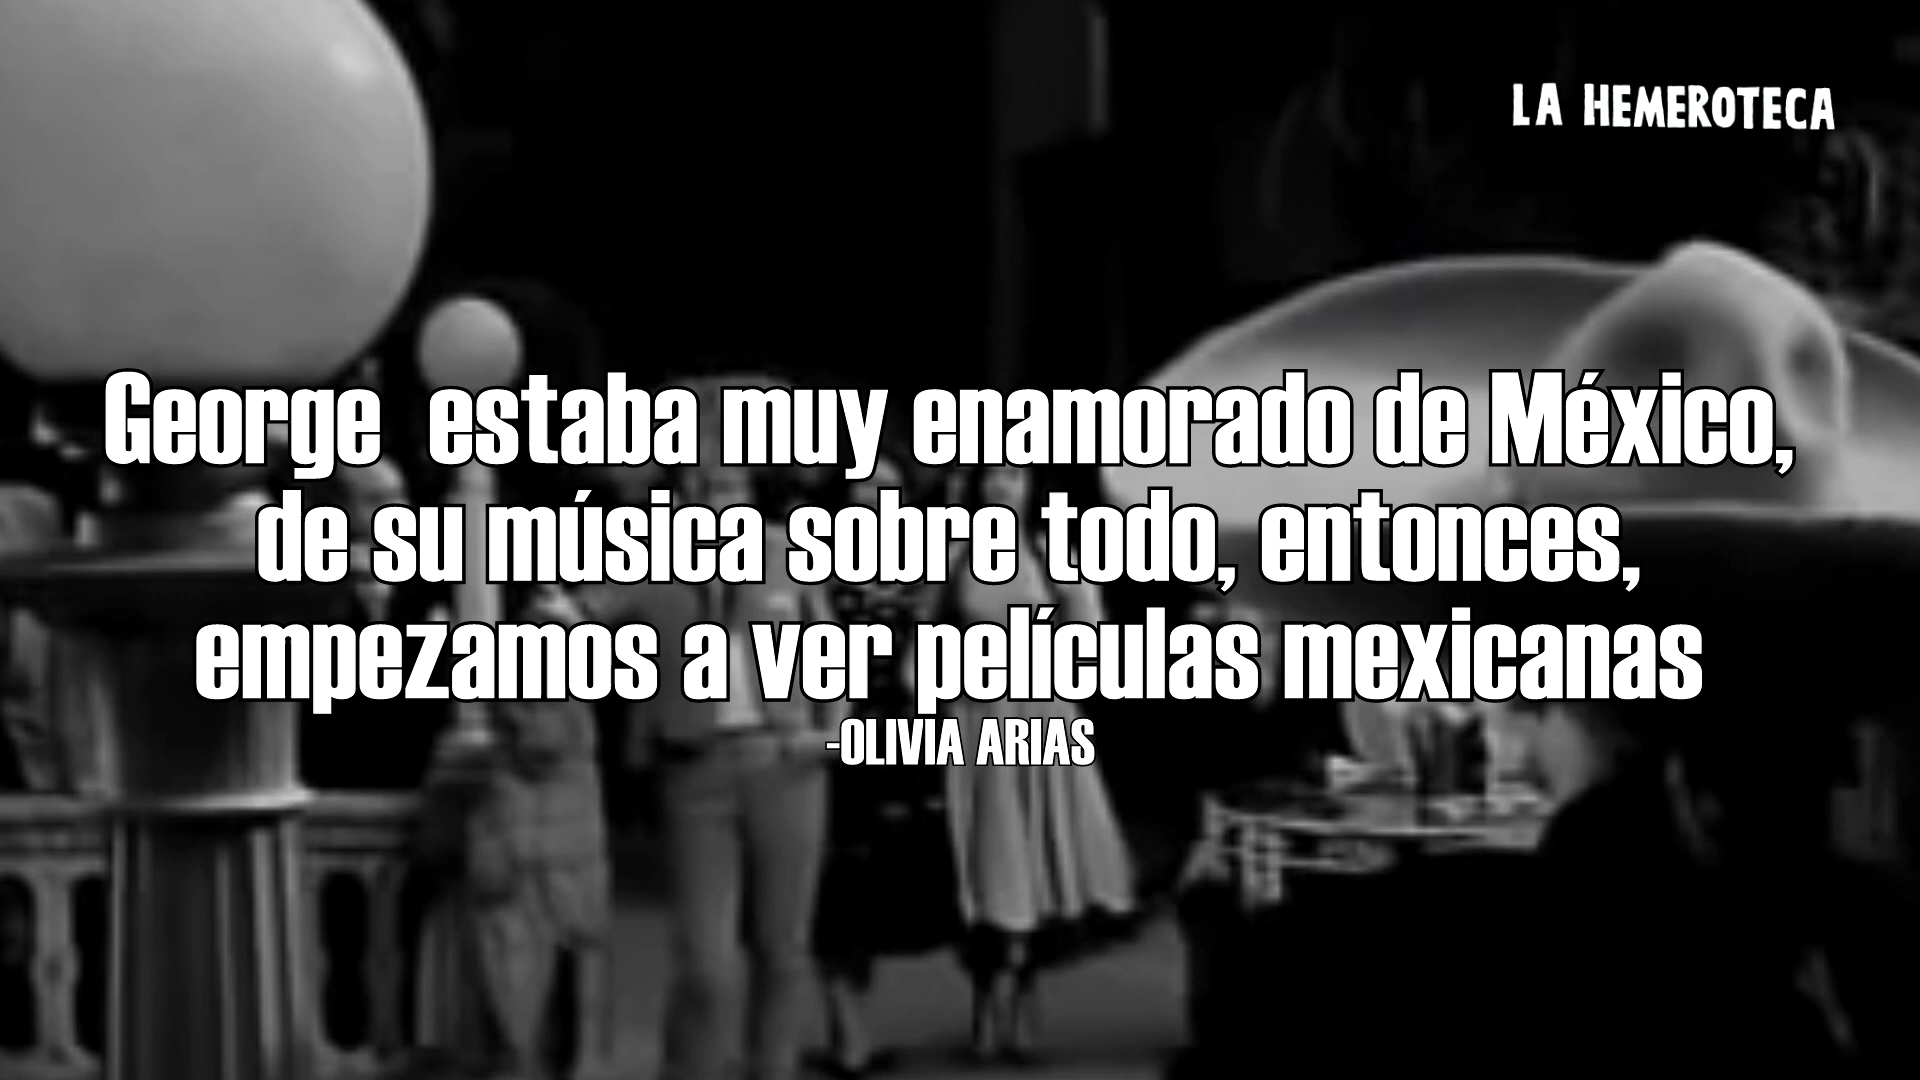 LA HEMEROTECA
George  estaba muy enamorado de México,
de su música sobre todo, entonces,
empezamos a ver películas mexicanas
-OLIVIA ARIAS